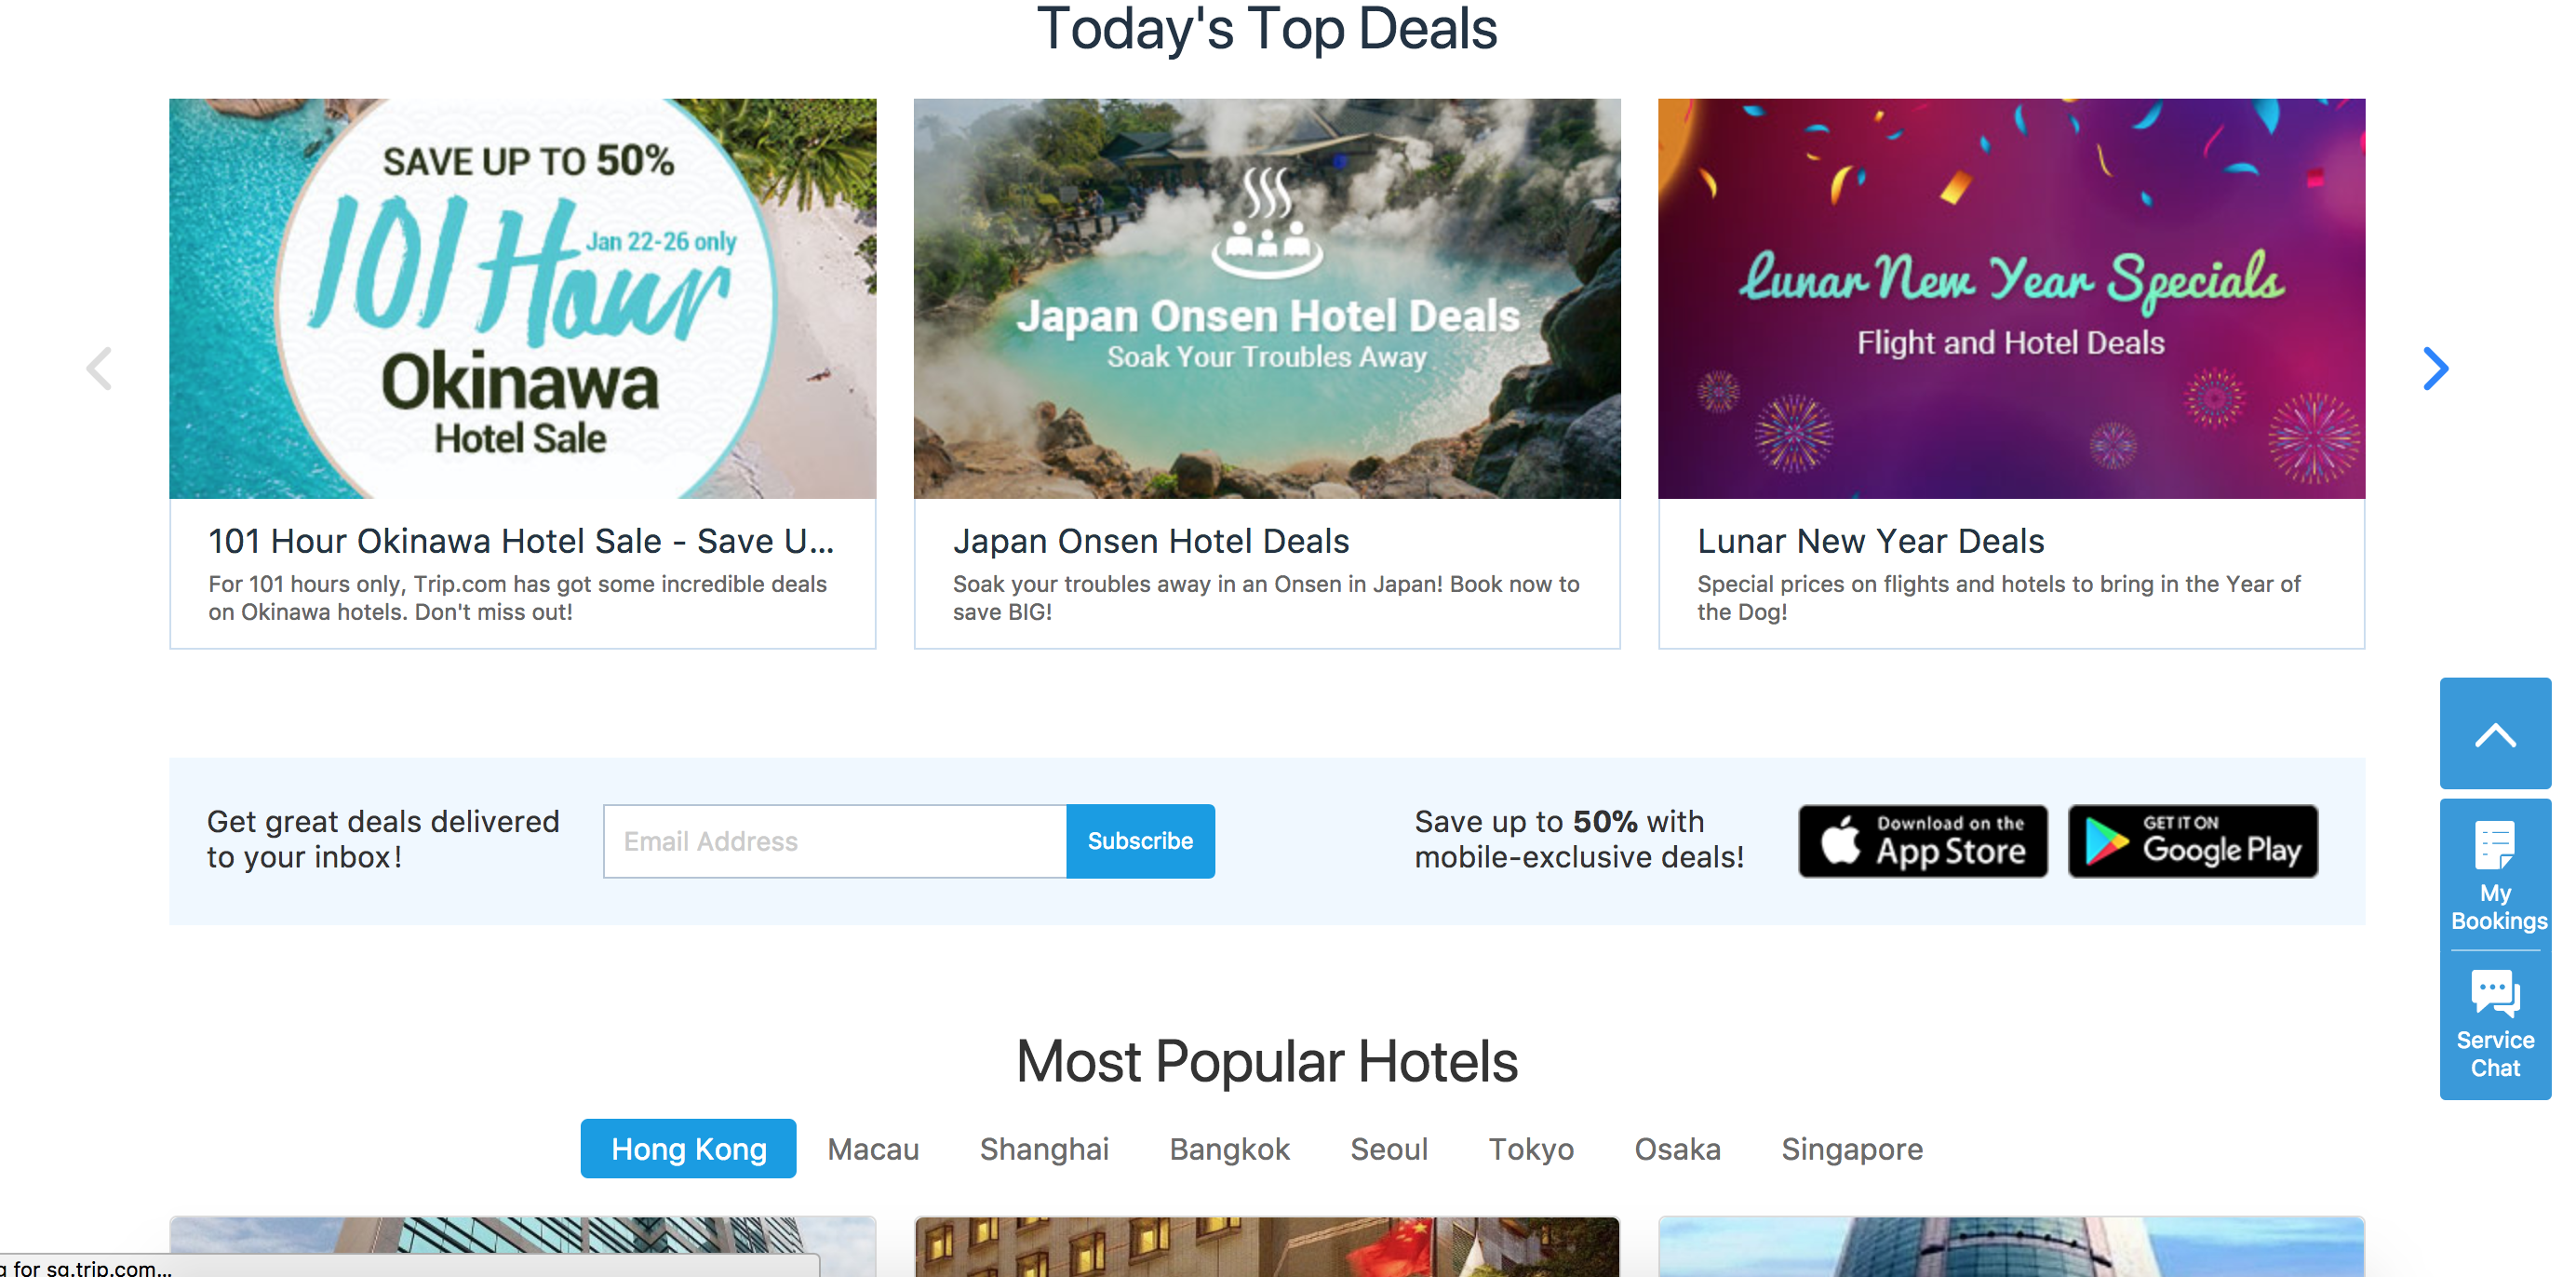 Today's Top Deals
SAVE UP TO 50%
101 Hour
Jan 22-26 only
Okinawa
Hotel Sale
101 Hour Okinawa Hotel Sale - Save U...
For 101 hours only, Trip.com has got some incredible deals
on Okinawa hotels. Don't miss out!
Japan Onsen Hotel Deals
Soak Your Troubles Away
Japan Onsen Hotel Deals
Soak your troubles away in an Onsen in Japan! Book now to
save BIG!
Lunar New Year Specials
Flight and Hotel Deals
Lunar New Year Deals
Special prices on flights and hotels to bring in the Year of
the Dog!
Get great deals delivered
to your inbox!
Email Address
Subscribe
Save up to 50% with
mobile-exclusive deals!
Download on the
App Store
GET IT ON
Google Play
My
Bookings
Service
Chat
Most Popular Hotels
Hong Kong Macau Shanghai Bangkok Seoul Tokyo Osaka Singapore
for sg.trip.com...